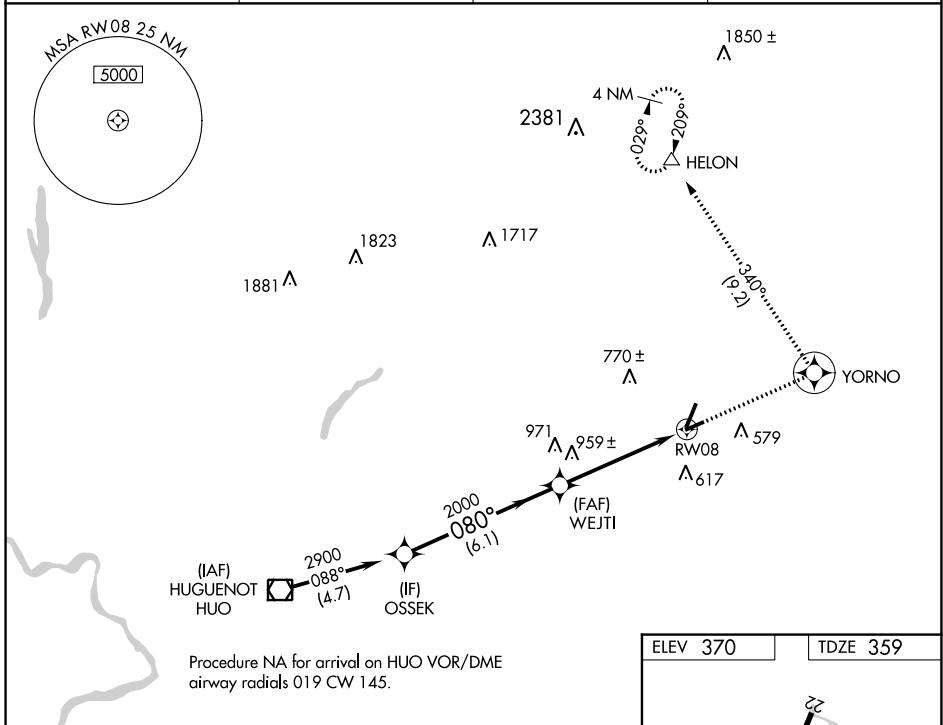 MSA RW08 25 NM
5000
1850 ±
4 NM
2381
029°
209°
HELON
1823
1717
1881
340°
(9.2)
770 ±
YORNO
971
959 ±
579
RW08
617
2000
080°
(6.1)
(FAF)
WEJTI
2900
088°
(4.7)
(IAF)
HUGUENOT
HUO
(IF)
OSSEK
Procedure NA for arrival on HUO VOR/DME
airway radials 019 CW 145.
ELEV 370
TDZE 359
22